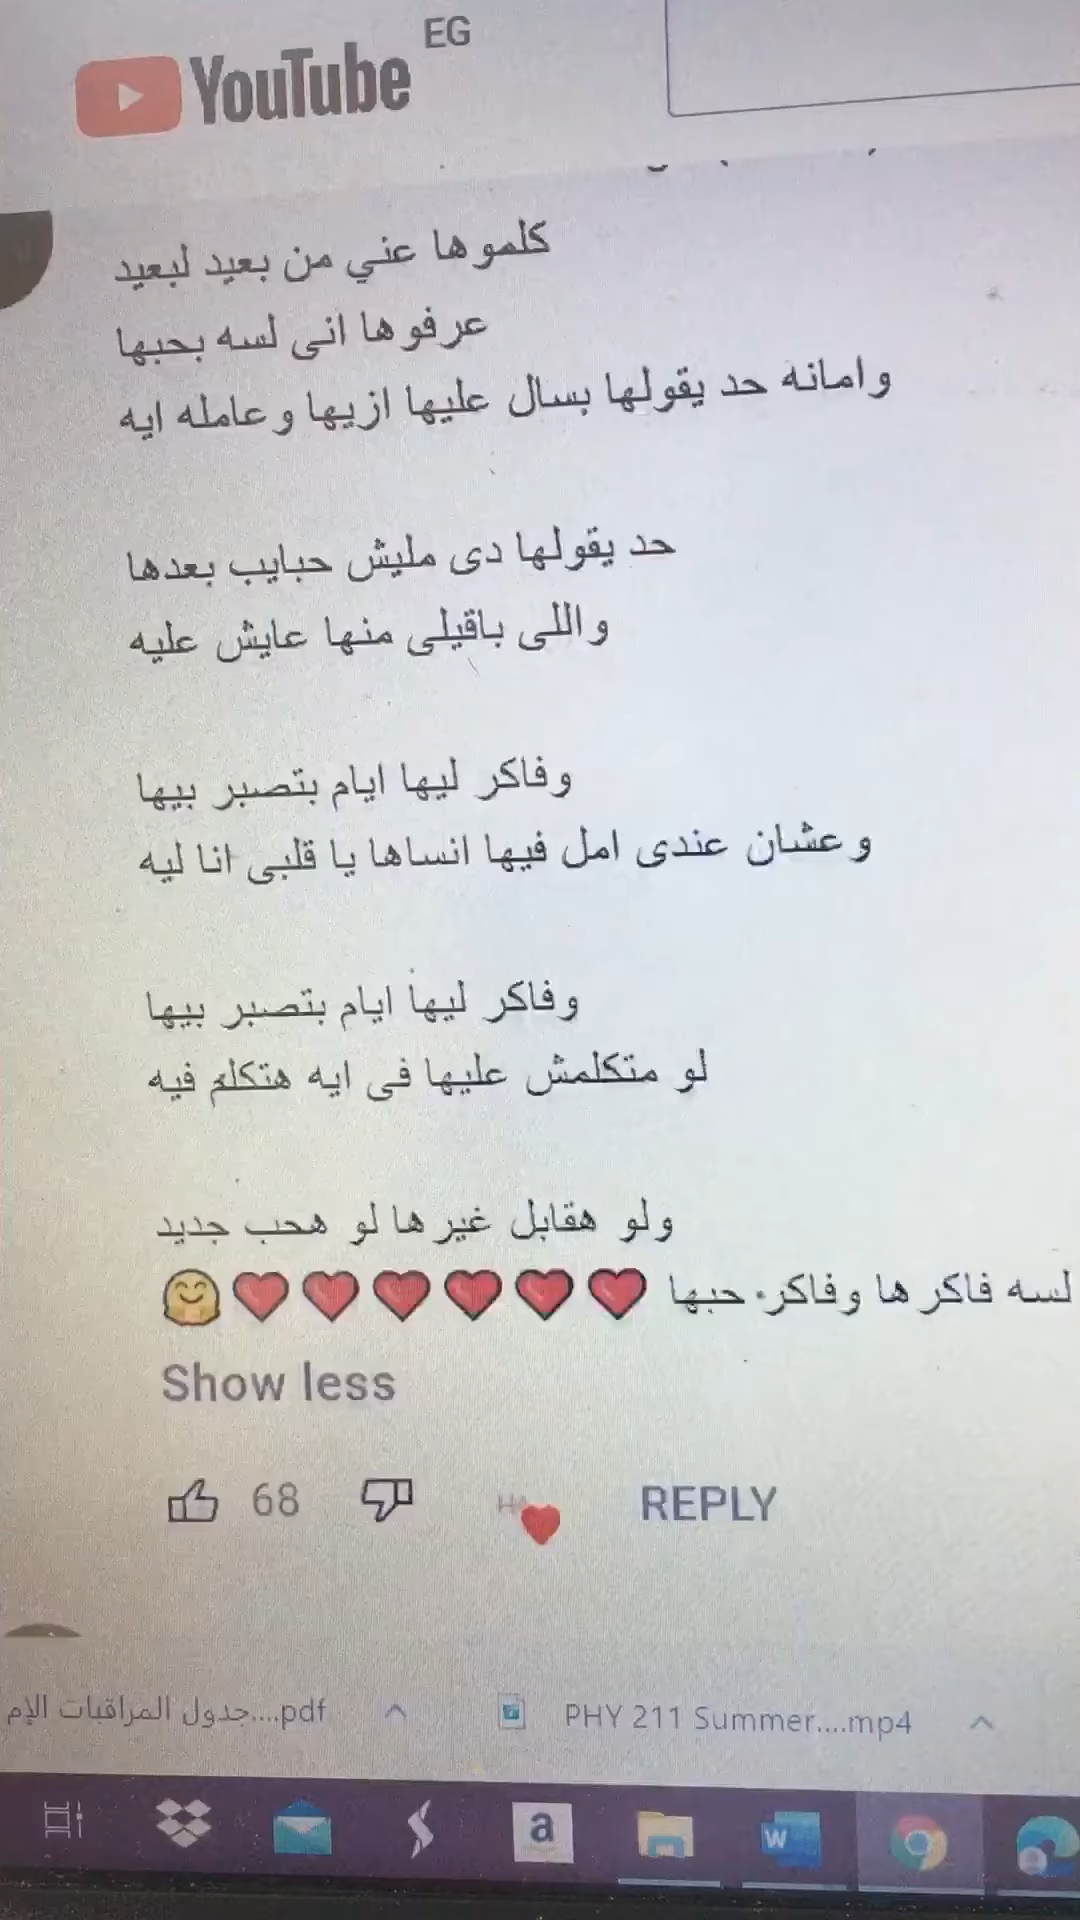 YouTube EG
كلموها عني من بعيد لبعيد
عرفوها انى لسه بحبها
وامانه حد يقولها بسال عليها ازيها وعامله ايه
حد يقولها دى مليش حبايب بعدها
واللى باقيلى منها عايش عليه
وفاكر ليها ايام بتصبر بيها
وعشان عندى امل فيها انساها يا قلبى انا ليه
وفاكر ليها ايام بتصبر بيها
لو متكلمش عليها فى ايه هتكلم فيه
ولو هقابل غيرها لو هحب جديد
لسه فاكرها وفاكر حبها ❤️❤️❤️❤️❤️❤️🤗
Show less
68 REPLY
جدول المراقبات الإم....pdf PHY 211 Summer....mp4
a W